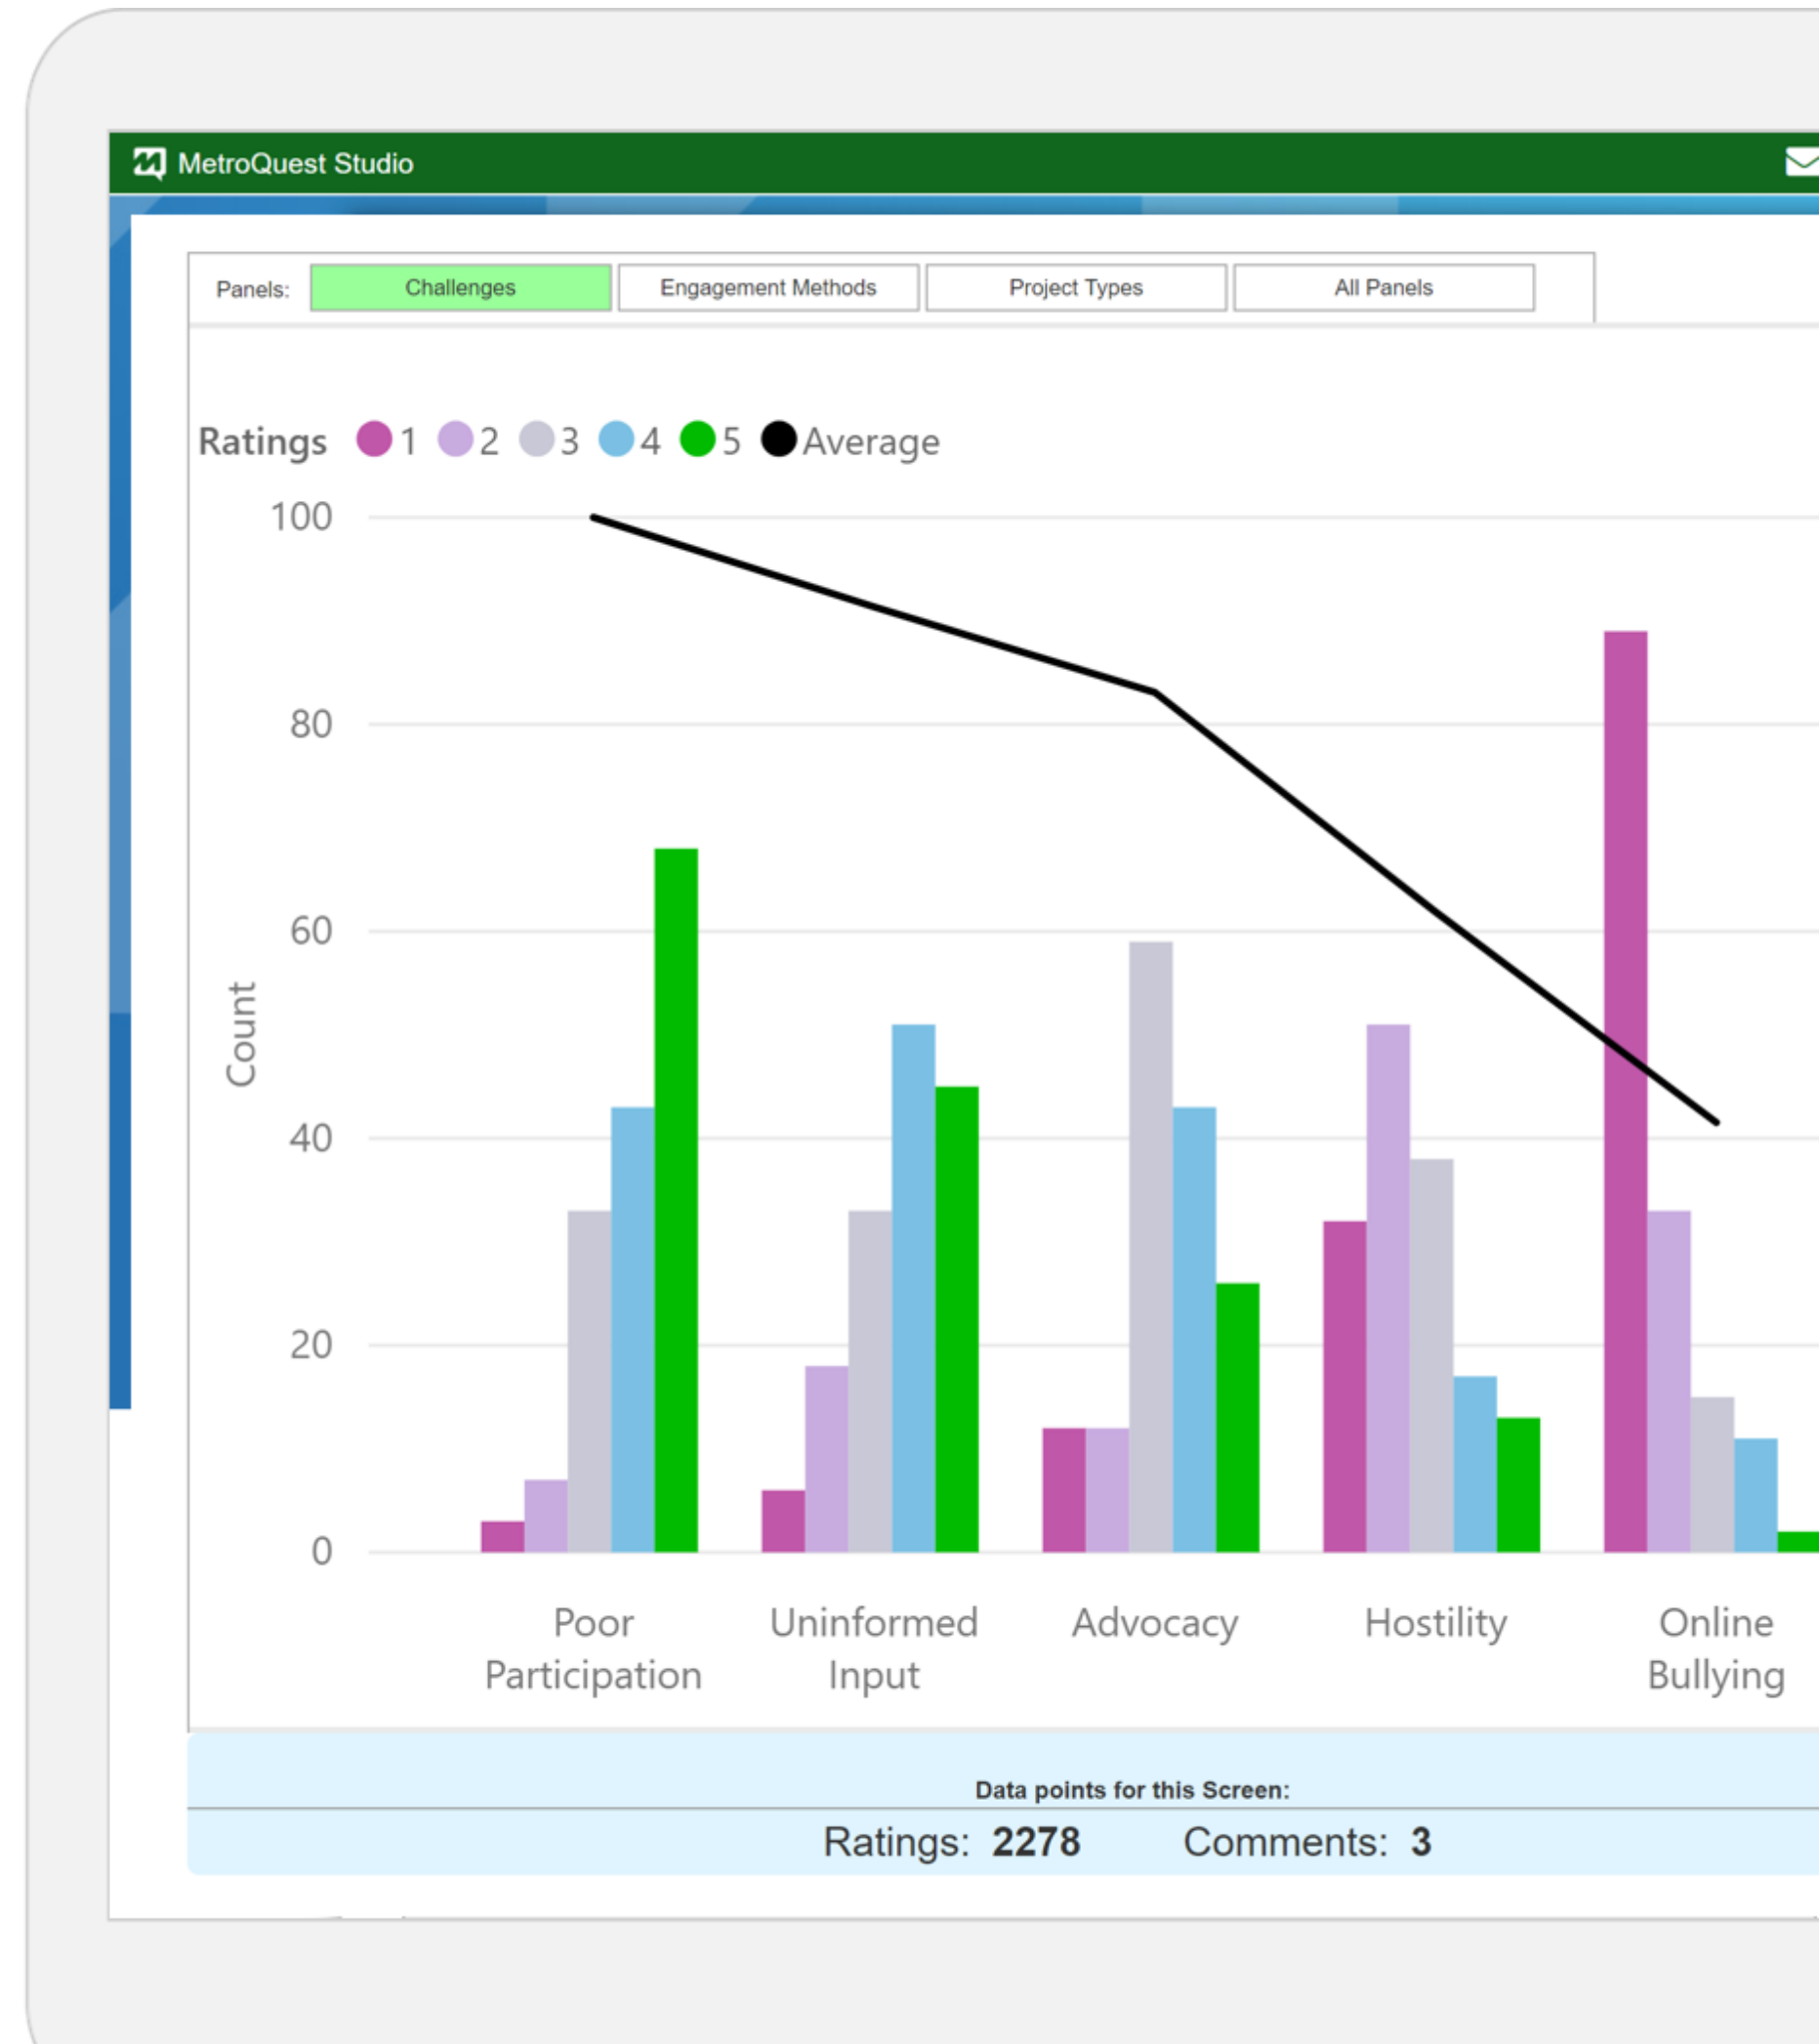 MetroQuest Studio
Panels: Challenges Engagement Methods Project Types All Panels
Ratings 1 2 3 4 5 Average
100
80
60
40
20
0
Count
Poor Participation
Uninformed Input
Advocacy
Hostility
Online Bullying
Data points for this Screen:
Ratings: 2278 Comments: 3